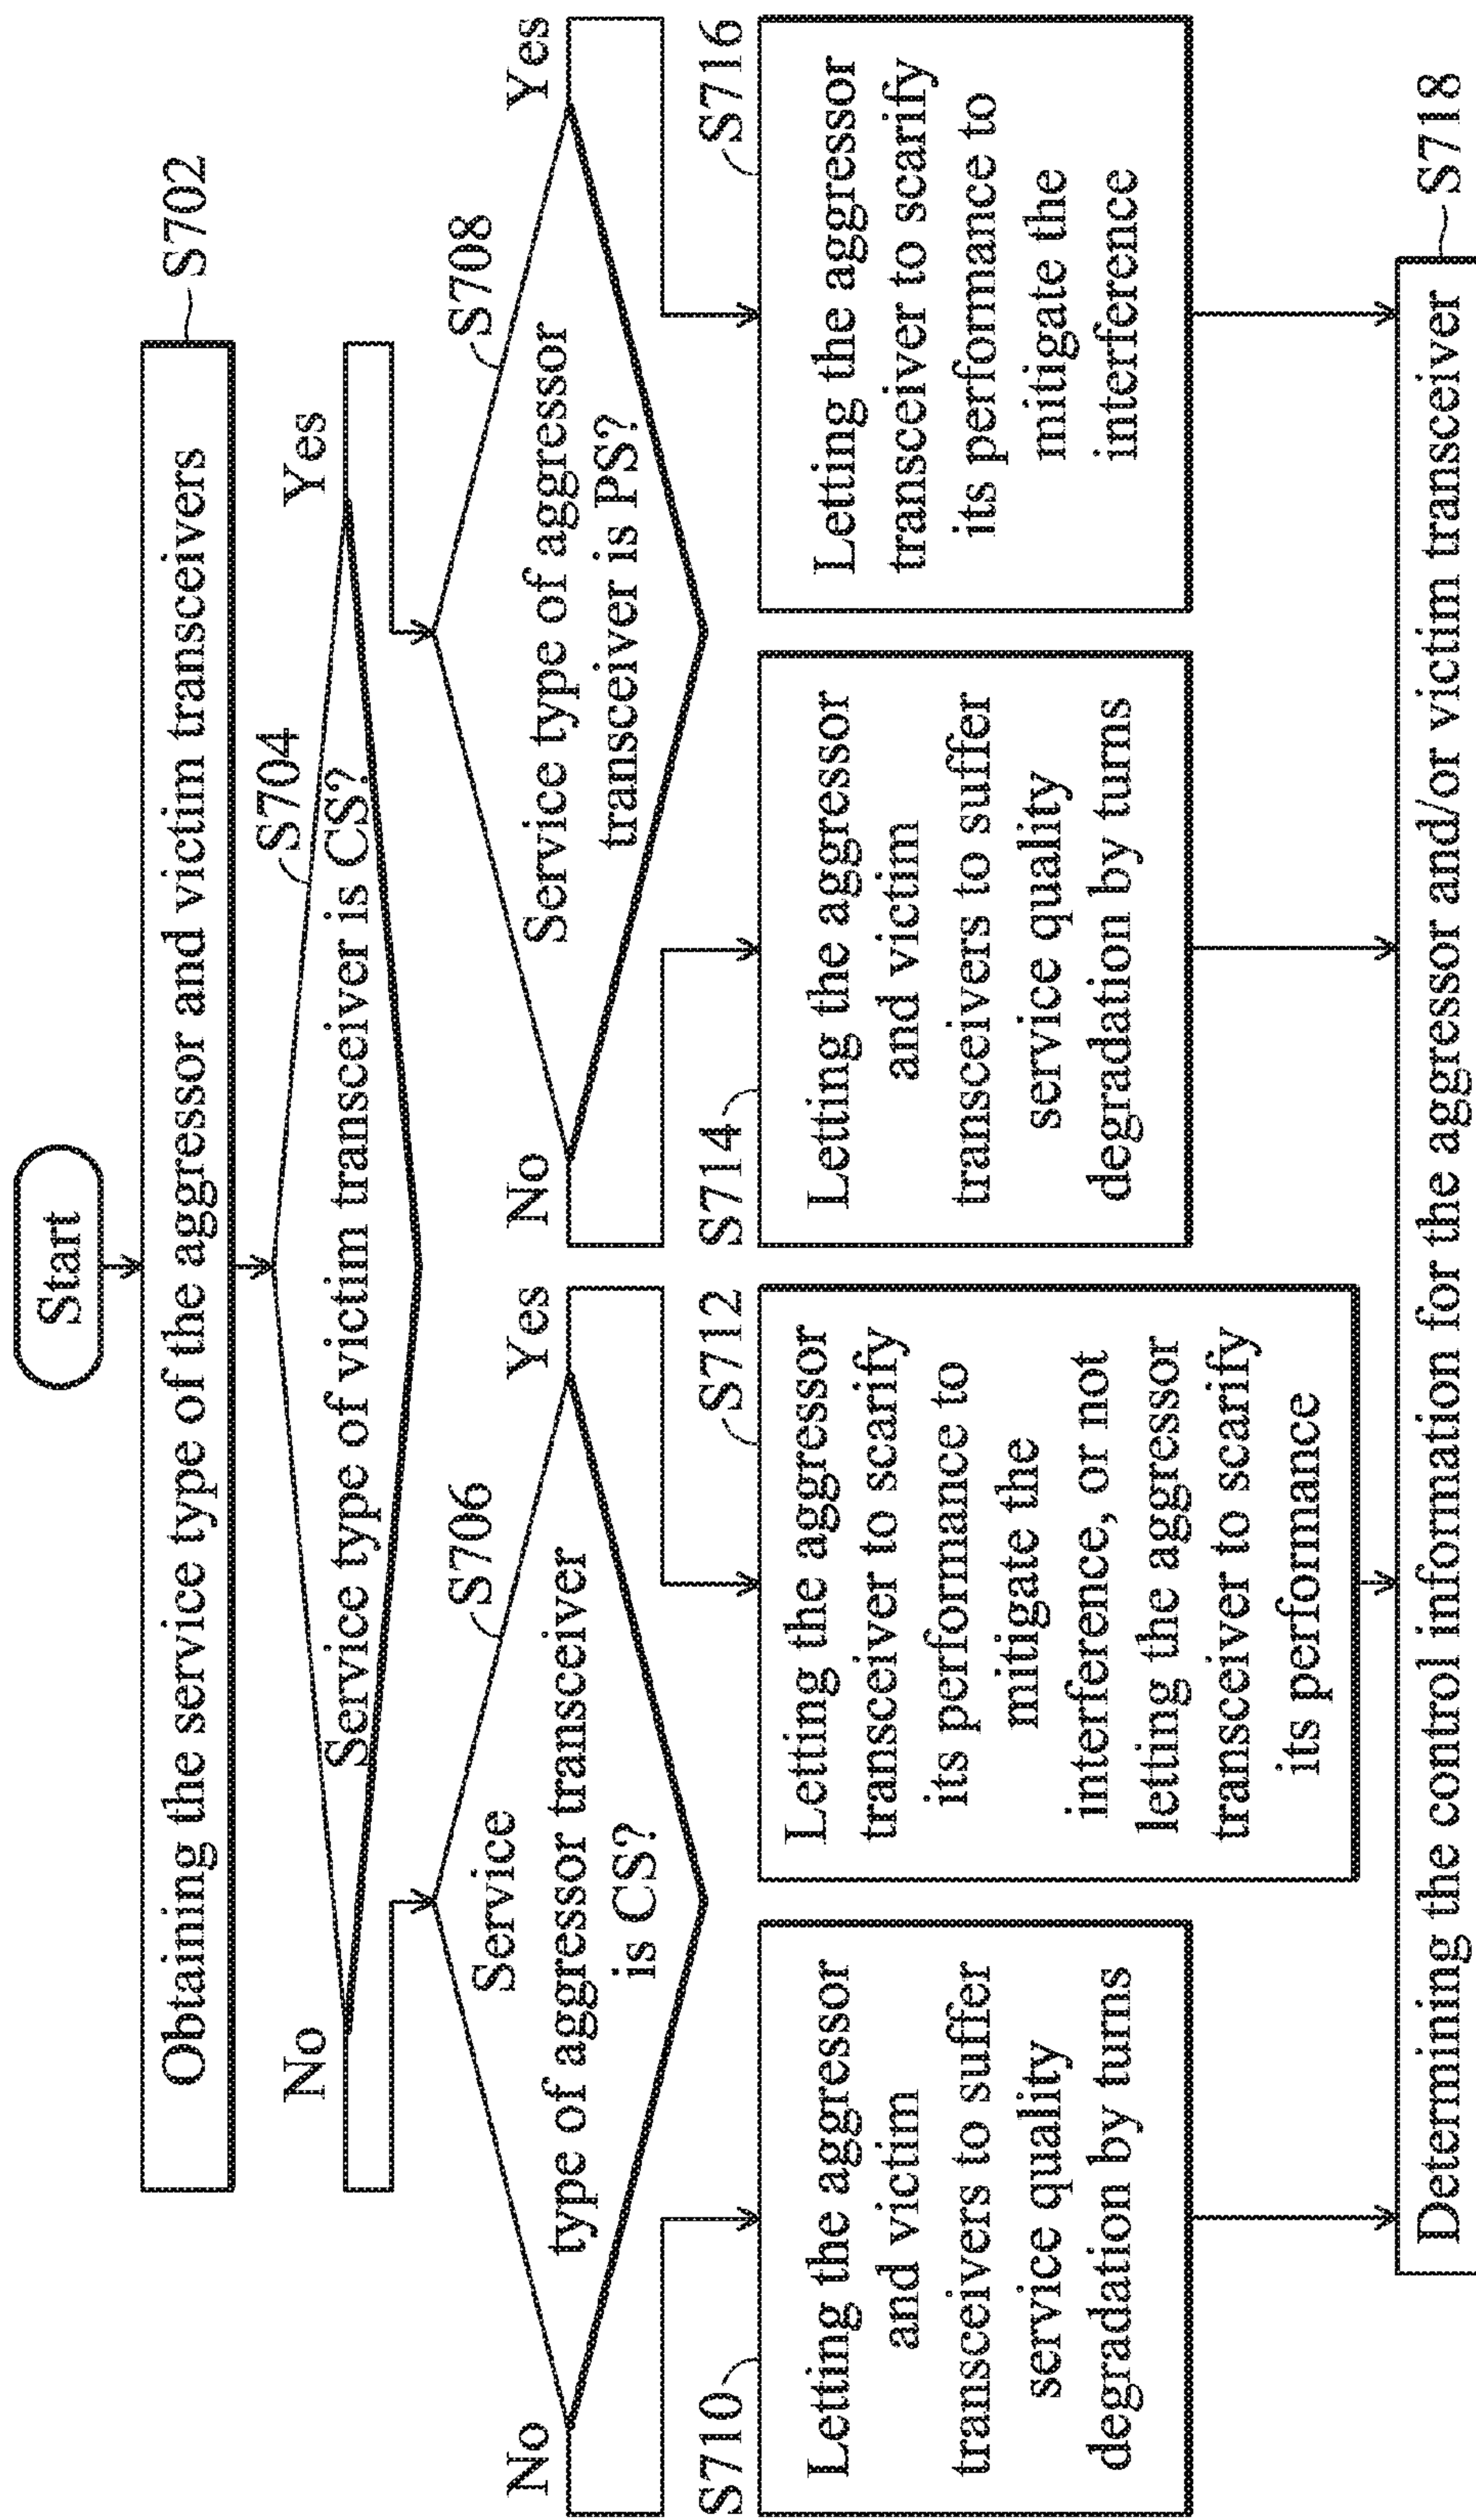 Start
Obtaining the service type of the aggressor and victim transceivers
S702
S704
Service type of victim transceiver is CS?
No
Yes
S706
Service
type of aggressor transceiver
is CS?
No
Yes
S708
Service type of aggressor
transceiver is PS?
No
Yes
S710
Letting the aggressor
and victim
transceivers to suffer
service quality
degradation by turns
S712
Letting the aggressor
transceiver to scarify
its performance to
mitigate the
interference, or not
letting the aggressor
transceiver to scarify
its performance
S714
Letting the aggressor
and victim
transceivers to suffer
service quality
degradation by turns
S716
Letting the aggressor
transceiver to scarify
its performance to
mitigate the
interference
Determining the control information for the aggressor and/or victim transceiver
S718